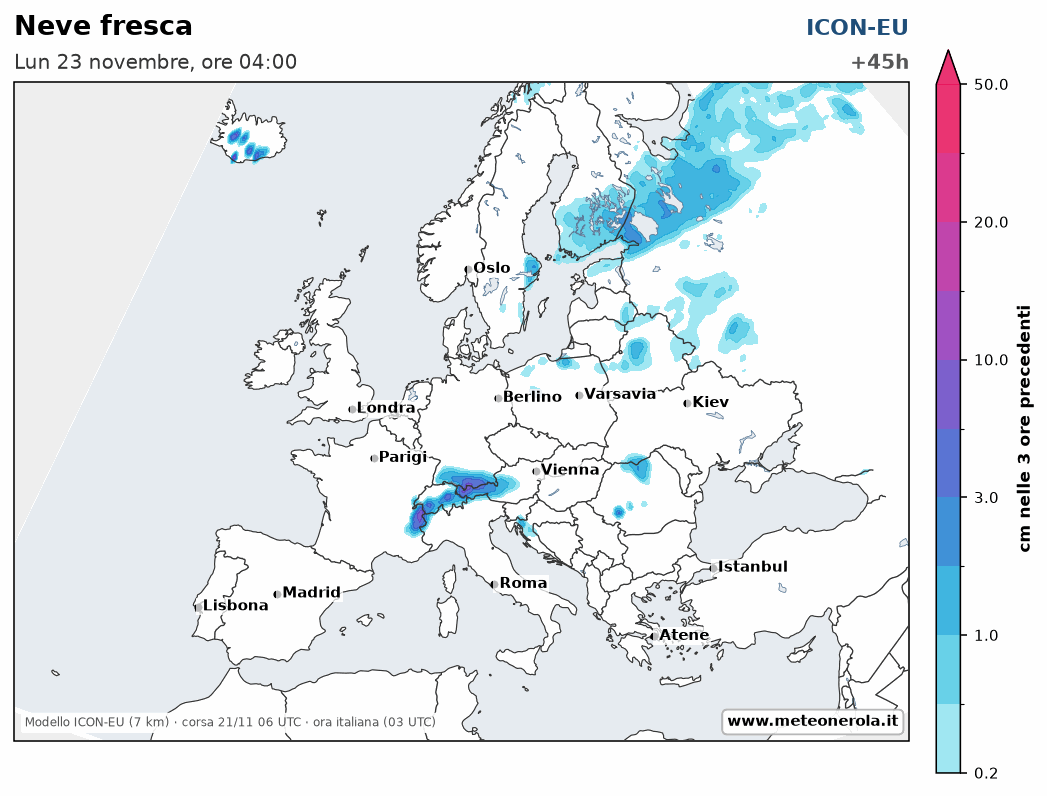 Neve fresca
ICON-EU
Lun 23 novembre, ore 04:00
+45h
50.0
20.0
10.0
3.0
1.0
0.2
cm nelle 3 ore precedenti
Oslo
Berlino
Varsavia
Kiev
Londra
Parigi
Vienna
Istanbul
Roma
Madrid
Lisbona
Atene
Modello ICON-EU (7 km) · corsa 21/11 06 UTC · ora italiana (03 UTC)
www.meteonerola.it